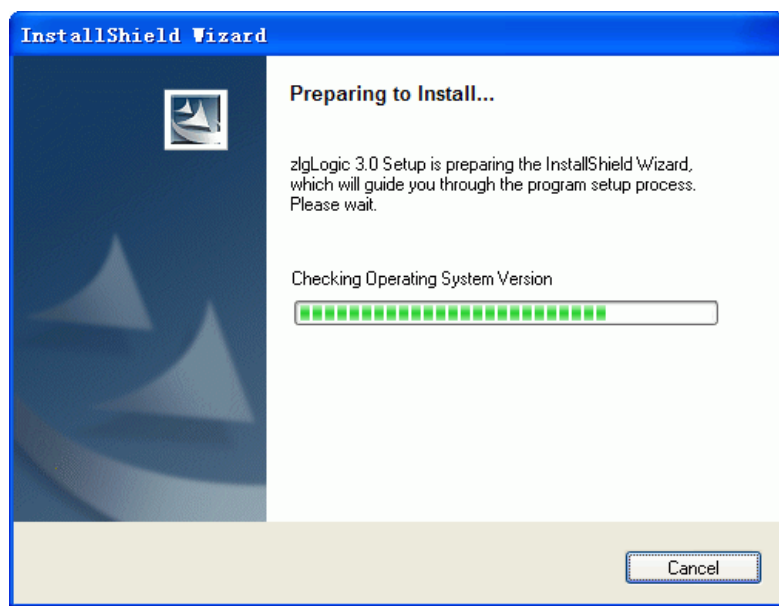 InstallShield Wizard
Preparing to Install...
zlgLogic 3.0 Setup is preparing the InstallShield Wizard,
which will guide you through the program setup process.
Please wait.
Checking Operating System Version
Cancel